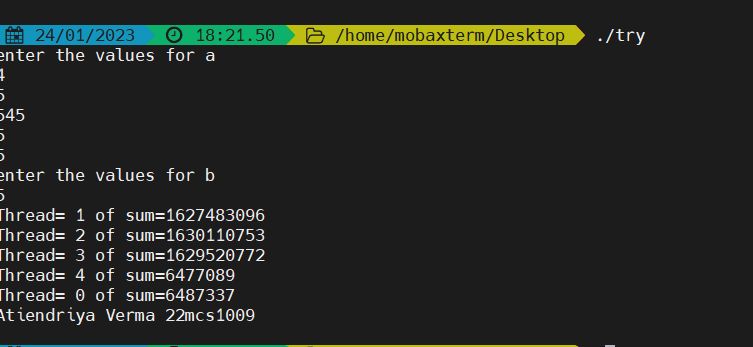 24/01/2023 18:21.50 /home/mobaxterm/Desktop ./try
enter the values for a
4
5
545
5
5
enter the values for b
5
Thread= 1 of sum=1627483096
Thread= 2 of sum=1630110753
Thread= 3 of sum=1629520772
Thread= 4 of sum=6477089
Thread= 0 of sum=6487337
Atiendriya Verma 22mcs1009